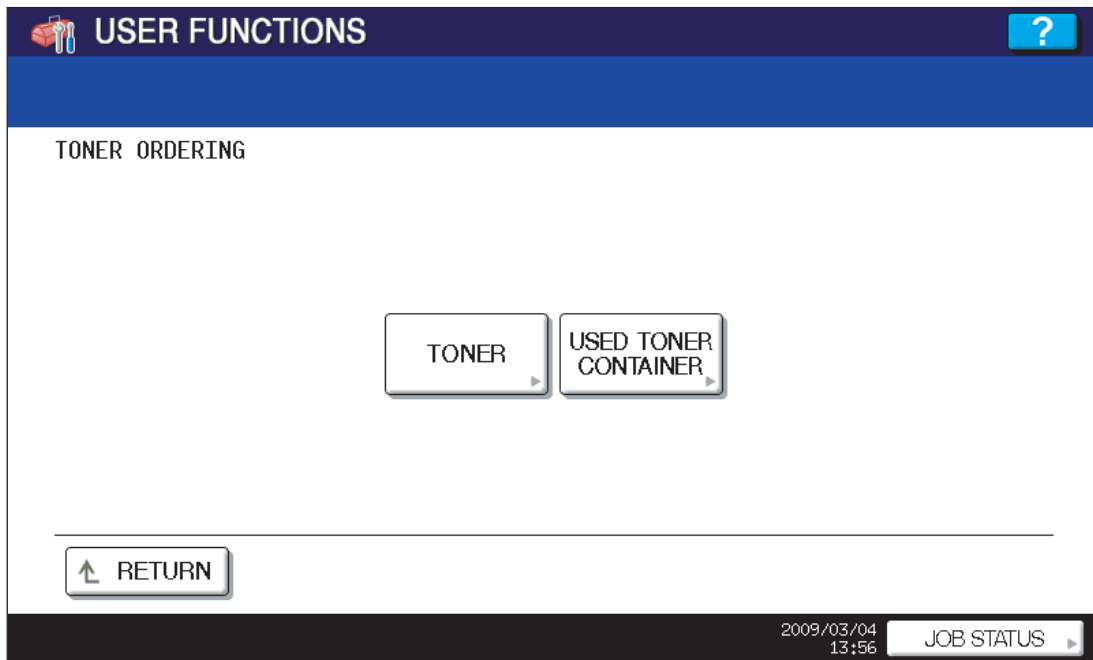 USER FUNCTIONS
?
TONER ORDERING
TONER
USED TONER
CONTAINER
RETURN
2009/03/04
13:56
JOB STATUS